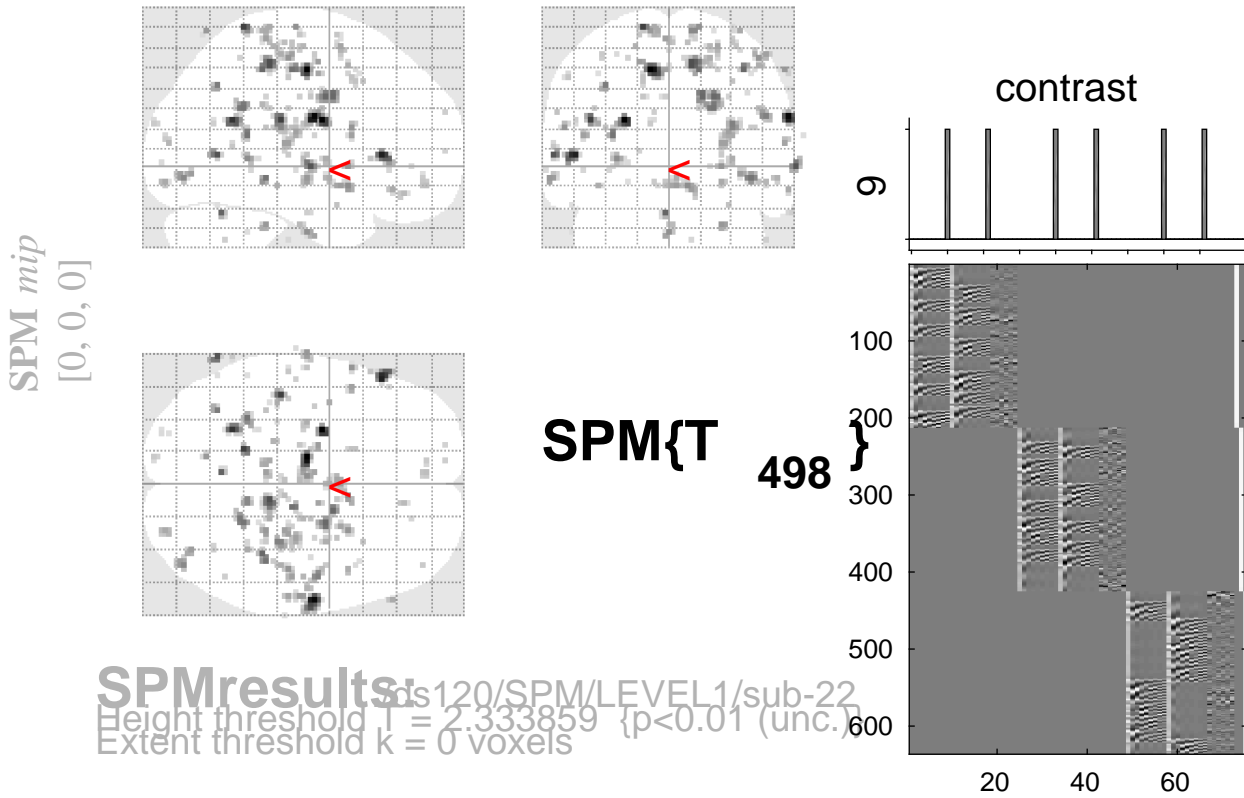 SPM mip
[0, 0, 0]
<
<
<
SPM{T498}
SPMresults: /ds120/SPM/LEVEL1/sub-22
Height threshold T = 2.333859 {p<0.01 (unc.)}
Extent threshold k = 0 voxels
contrast
9
100
200
300
400
500
600
20 40 60